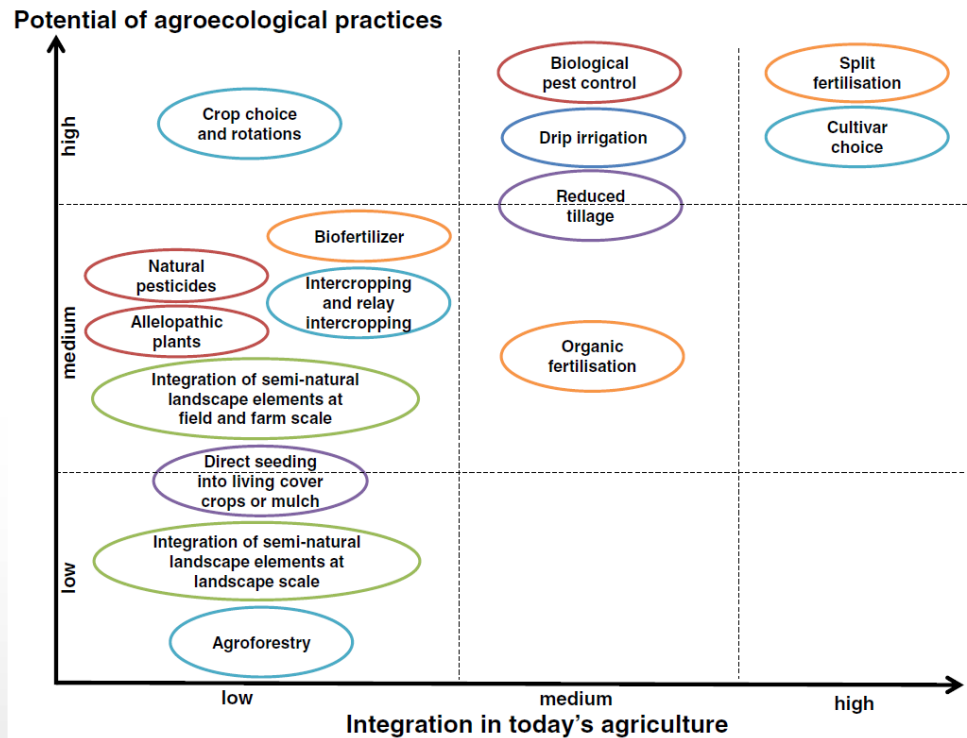 Potential of agroecological practices
high
medium
low
Crop choice
and rotations
Biological
pest control
Split
fertilisation
Drip irrigation
Cultivar
choice
Reduced
tillage
Biofertilizer
Natural
pesticides
Intercropping
and relay
intercropping
Allelopathic
plants
Organic
fertilisation
Integration of semi-natural
landscape elements at
field and farm scale
Direct seeding
into living cover
crops or mulch
Integration of semi-natural
landscape elements at
landscape scale
Agroforestry
low
medium
high
Integration in today's agriculture